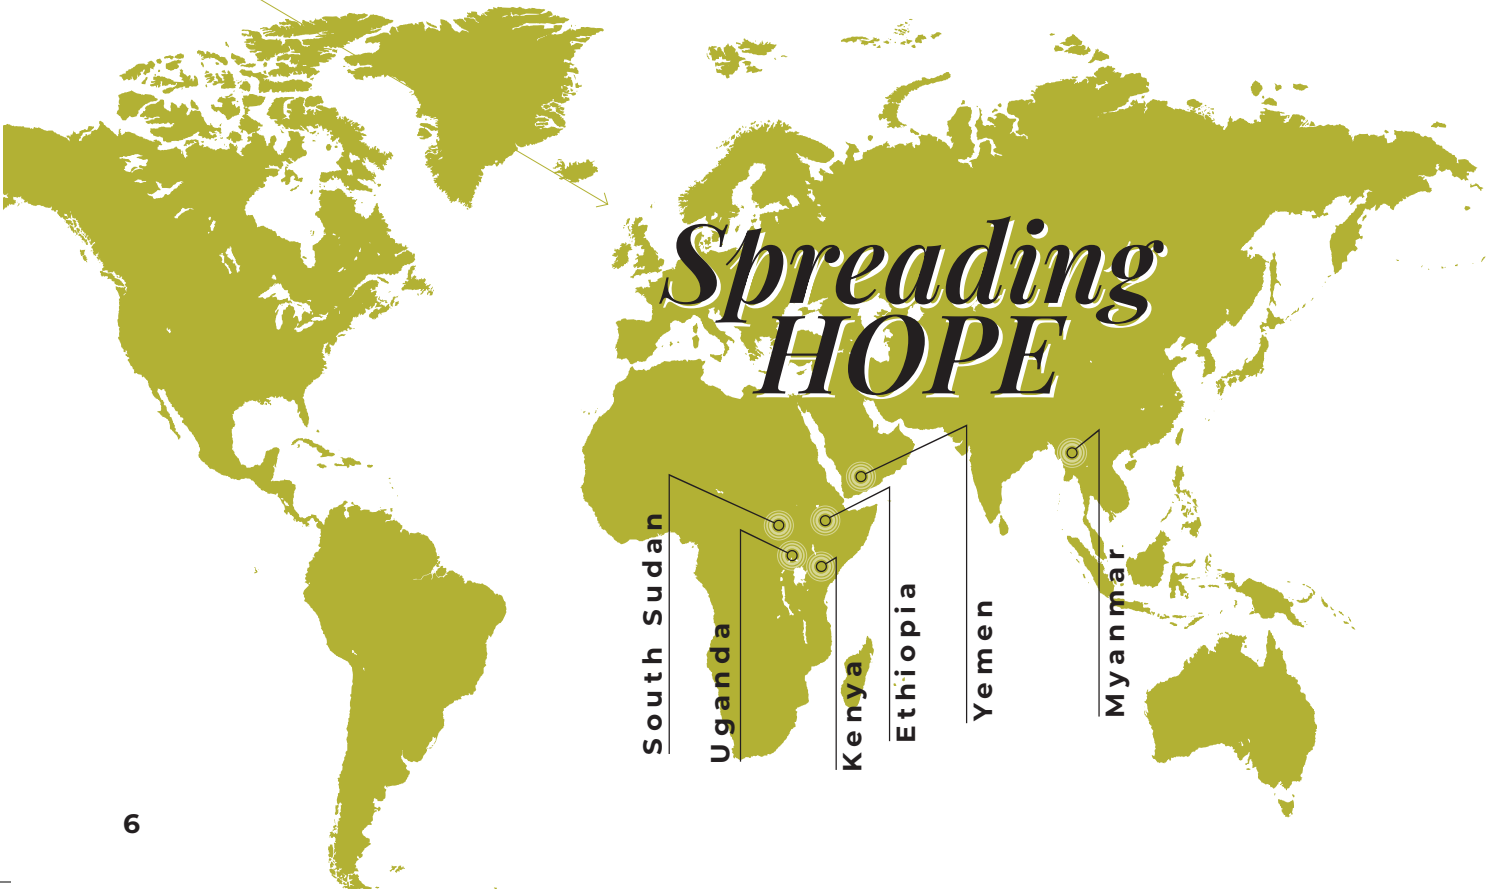 Spreading
HOPE
South Sudan
Uganda
Kenya
Ethiopia
Yemen
Myanmar
6